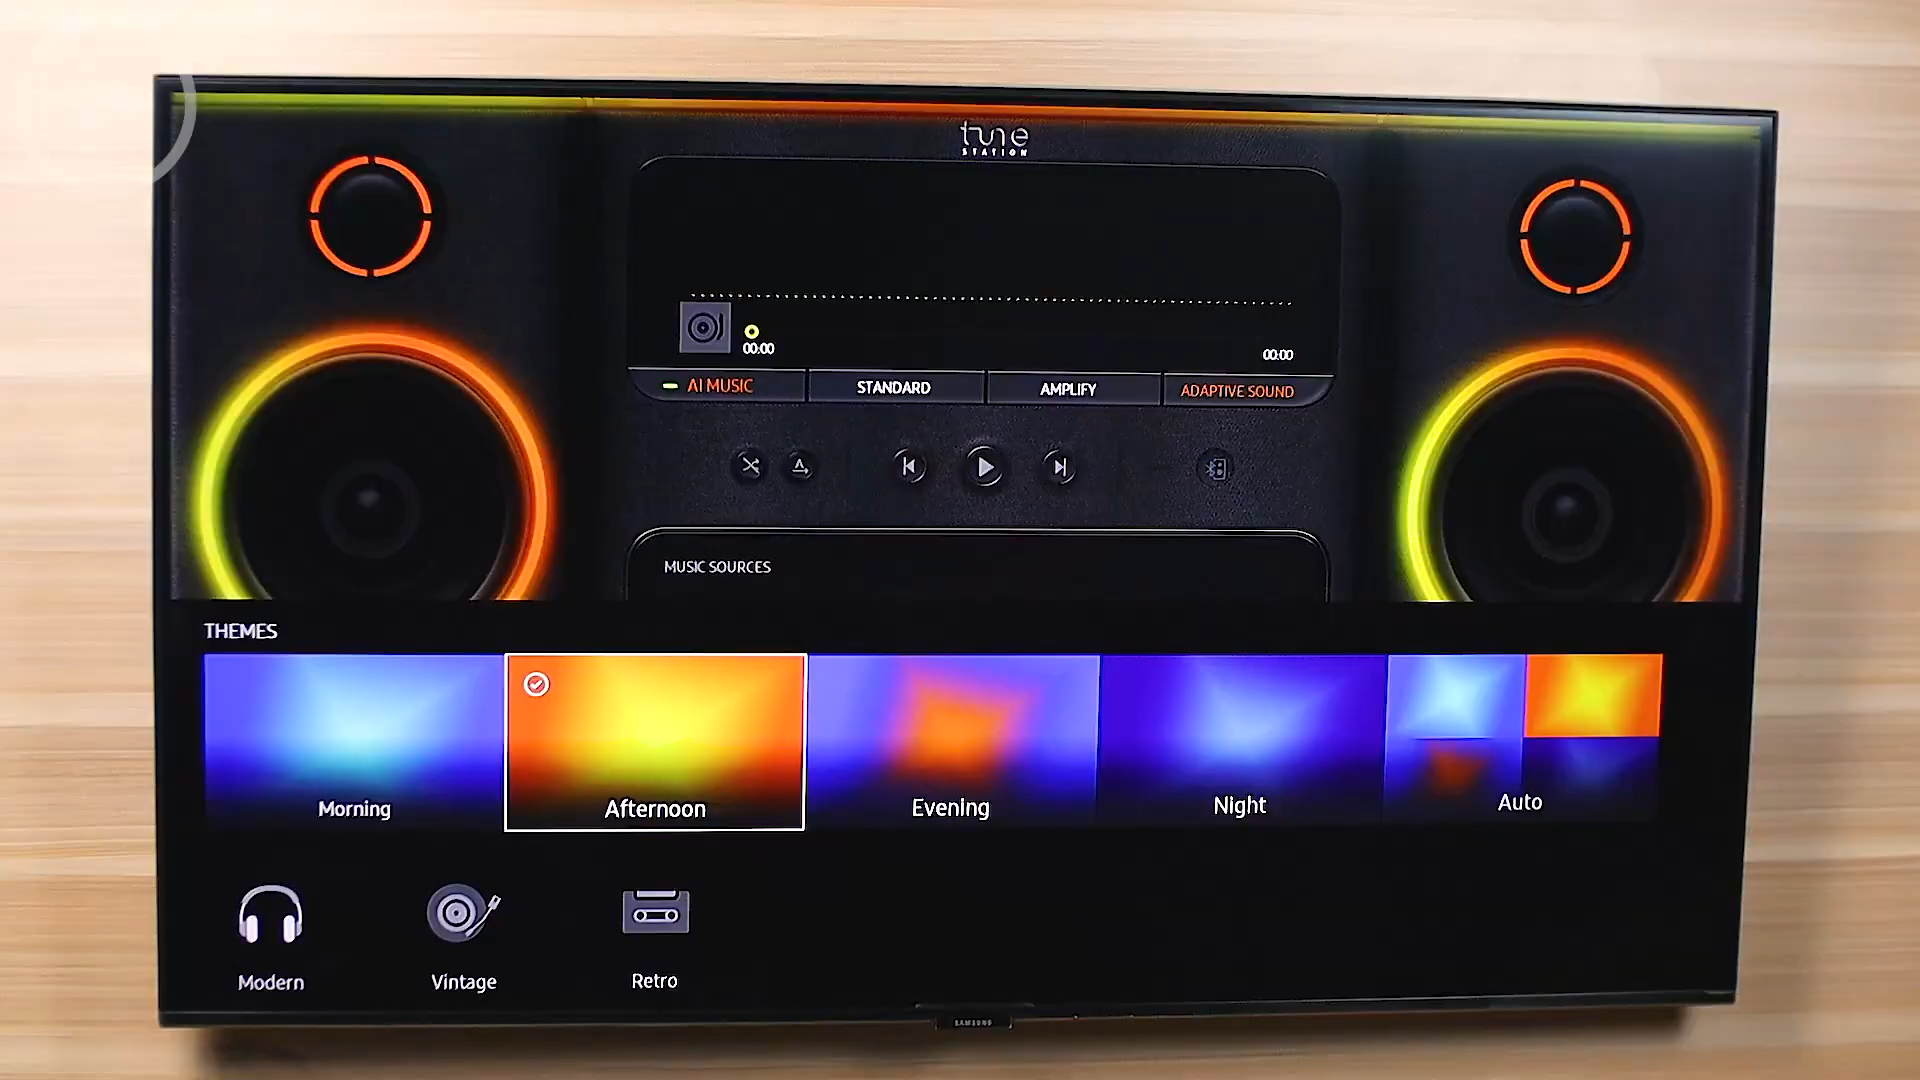 tune
STATION
00:00
00:00
AI MUSIC
STANDARD
AMPLIFY
ADAPTIVE SOUND
MUSIC SOURCES
THEMES
Morning
Afternoon
Evening
Night
Auto
Modern
Vintage
Retro
SAMSUNG